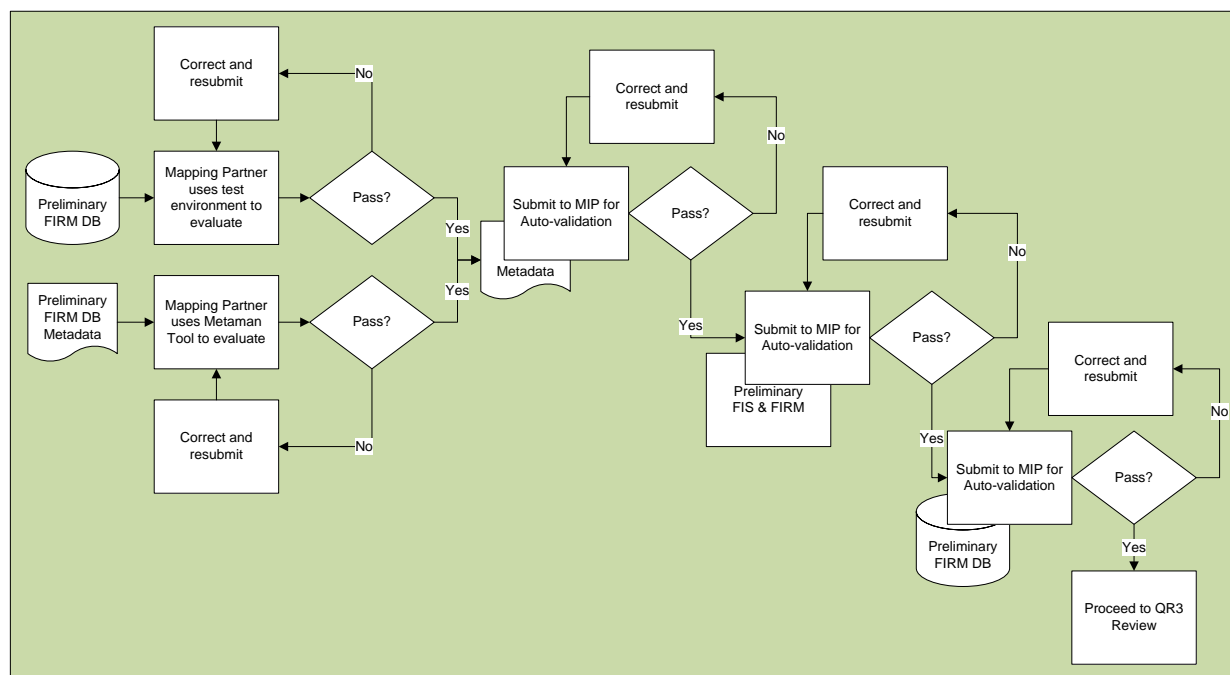 Correct and
resubmit
No
Preliminary
FIRM DB
Mapping Partner
uses test
environment to
evaluate
Pass?
Yes
Preliminary
FIRM DB
Metadata
Mapping Partner
uses Metaman
Tool to evaluate
Pass?
Yes
No
Correct and
resubmit
Correct and
resubmit
No
Submit to MIP for
Auto-validation
Metadata
Pass?
Yes
Correct and
resubmit
No
Submit to MIP for
Auto-validation
Preliminary
FIS & FIRM
Pass?
Yes
Correct and
resubmit
No
Submit to MIP for
Auto-validation
Preliminary
FIRM DB
Pass?
Yes
Proceed to QR3
Review